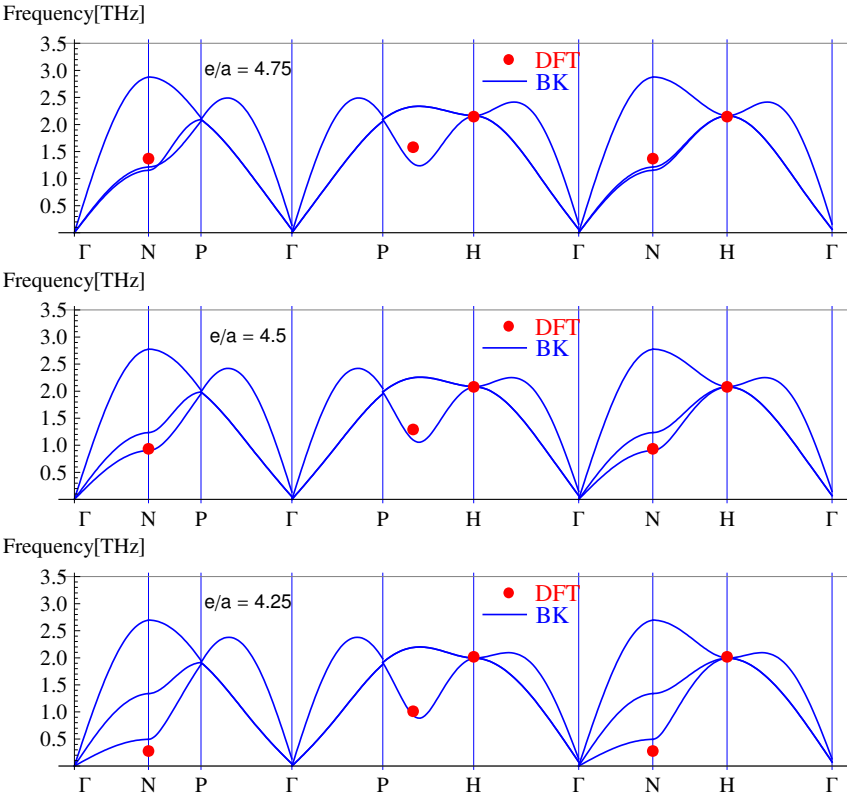 Frequency[THz]
3.5
3.0
2.5
2.0
1.5
1.0
0.5
e/a = 4.75
DFT
BK
Γ N P Γ P H Γ N H Γ
Frequency[THz]
3.5
3.0
2.5
2.0
1.5
1.0
0.5
e/a = 4.5
DFT
BK
Γ N P Γ P H Γ N H Γ
Frequency[THz]
3.5
3.0
2.5
2.0
1.5
1.0
0.5
e/a = 4.25
DFT
BK
Γ N P Γ P H Γ N H Γ